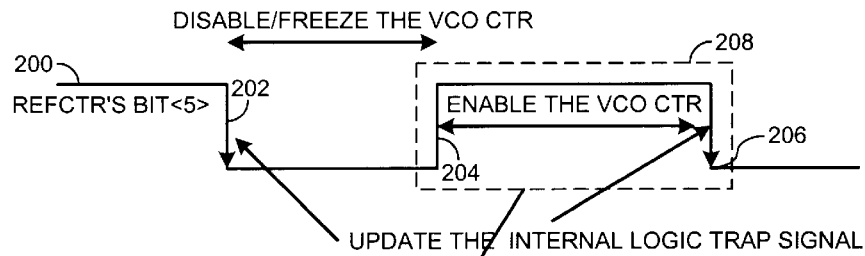 DISABLE/FREEZE THE VCO CTR
208
200
202
REFCTR'S BIT<5>
ENABLE THE VCO CTR
206
204
UPDATE THE INTERNAL LOGIC TRAP SIGNAL